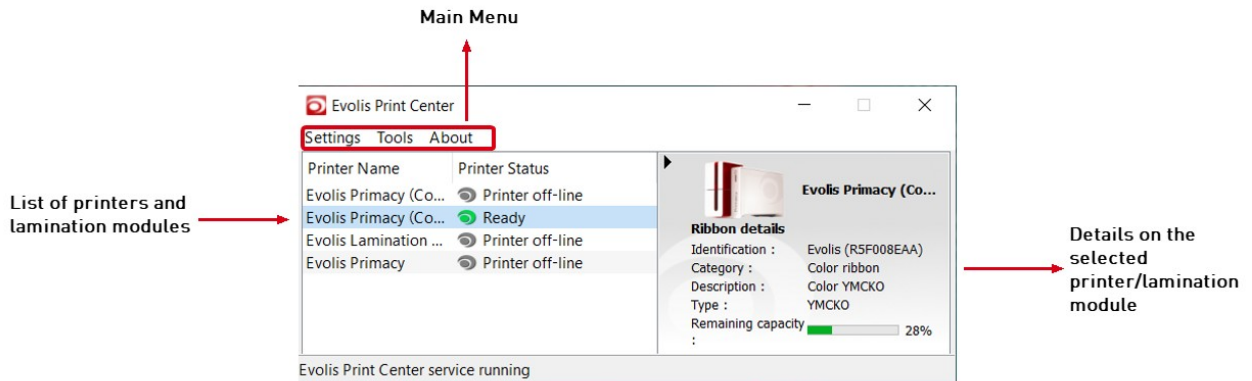 Main Menu
Evolis Print Center
Settings Tools About
Printer Name Printer Status
Evolis Primacy (Co... Printer off-line
Evolis Primacy (Co... Ready
Evolis Lamination ... Printer off-line
Evolis Primacy Printer off-line
Evolis Primacy (Co...
Ribbon details
Identification : Evolis (R5F008EAA)
Category : Color ribbon
Description : Color YMCKO
Type : YMCKO
Remaining capacity
: 28%
Evolis Print Center service running
List of printers and
lamination modules
Details on the
selected
printer/lamination
module